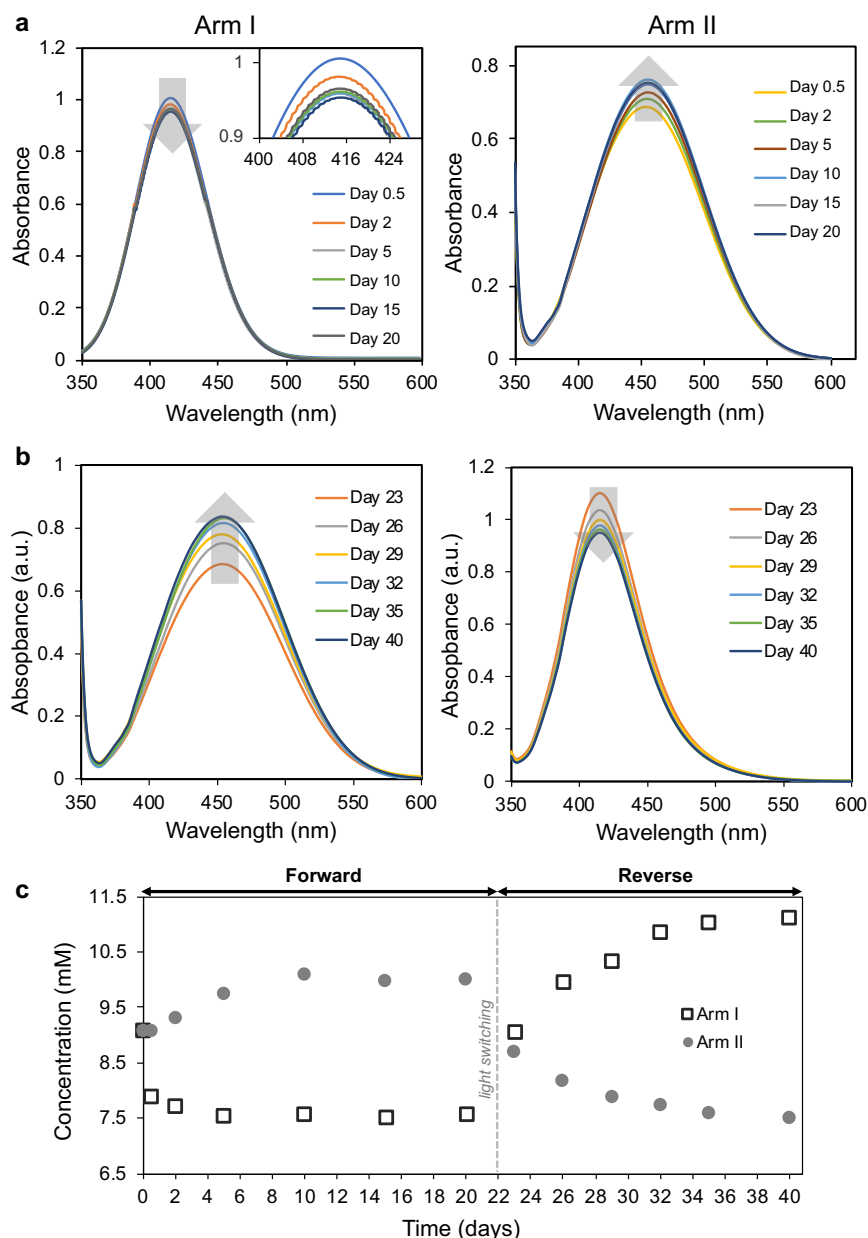 a
Arm I
Arm II
Absorbance
1.2
1
0.8
0.6
0.4
0.2
0
350
400
450
500
550
600
Wavelength (nm)
1
0.9
400
408
416
424
Day 0.5
Day 2
Day 5
Day 10
Day 15
Day 20
Absorbance
0.8
0.6
0.4
0.2
0
350
400
450
500
550
600
Wavelength (nm)
Day 0.5
Day 2
Day 5
Day 10
Day 15
Day 20
b
Absopbance (a.u.)
1
0.8
0.6
0.4
0.2
0
350
400
450
500
550
600
Wavelength (nm)
Day 23
Day 26
Day 29
Day 32
Day 35
Day 40
Absopbance (a.u.)
1.2
1
0.8
0.6
0.4
0.2
0
350
400
450
500
550
600
Wavelength (nm)
Day 23
Day 26
Day 29
Day 32
Day 35
Day 40
c
Forward
Reverse
Concentration (mM)
11.5
10.5
9.5
8.5
7.5
6.5
light switching
Arm I
Arm II
0 2 4 6 8 10 12 14 16 18 20 22 24 26 28 30 32 34 36 38 40
Time (days)